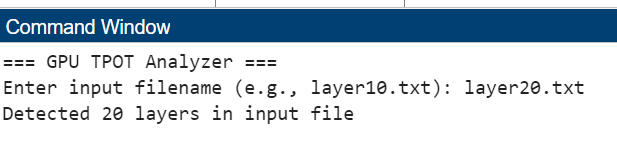 Command Window
=== GPU TPOT Analyzer ===
Enter input filename (e.g., layer10.txt): layer20.txt
Detected 20 layers in input file